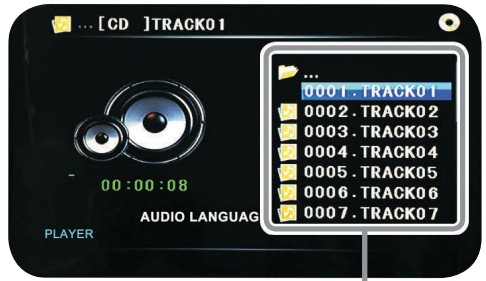 ...[CD ]TRACK01
...
0001.TRACK01
0002.TRACK02
0003.TRACK03
0004.TRACK04
0005.TRACK05
0006.TRACK06
0007.TRACK07
00:00:08
AUDIO LANGUAG
PLAYER